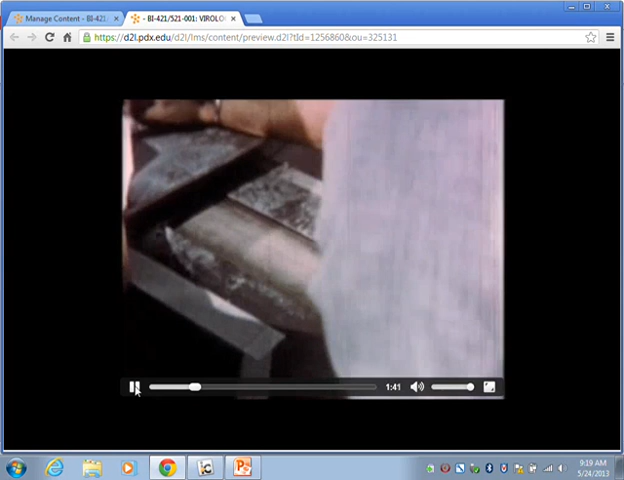 Manage Content - BI-421
- BI-421/521-001: VIROLO
https://d2l.pdx.edu/d2l/lms/content/preview.d2l?tId=1256860&ou=325131
1:41
9:19 AM
5/24/2013